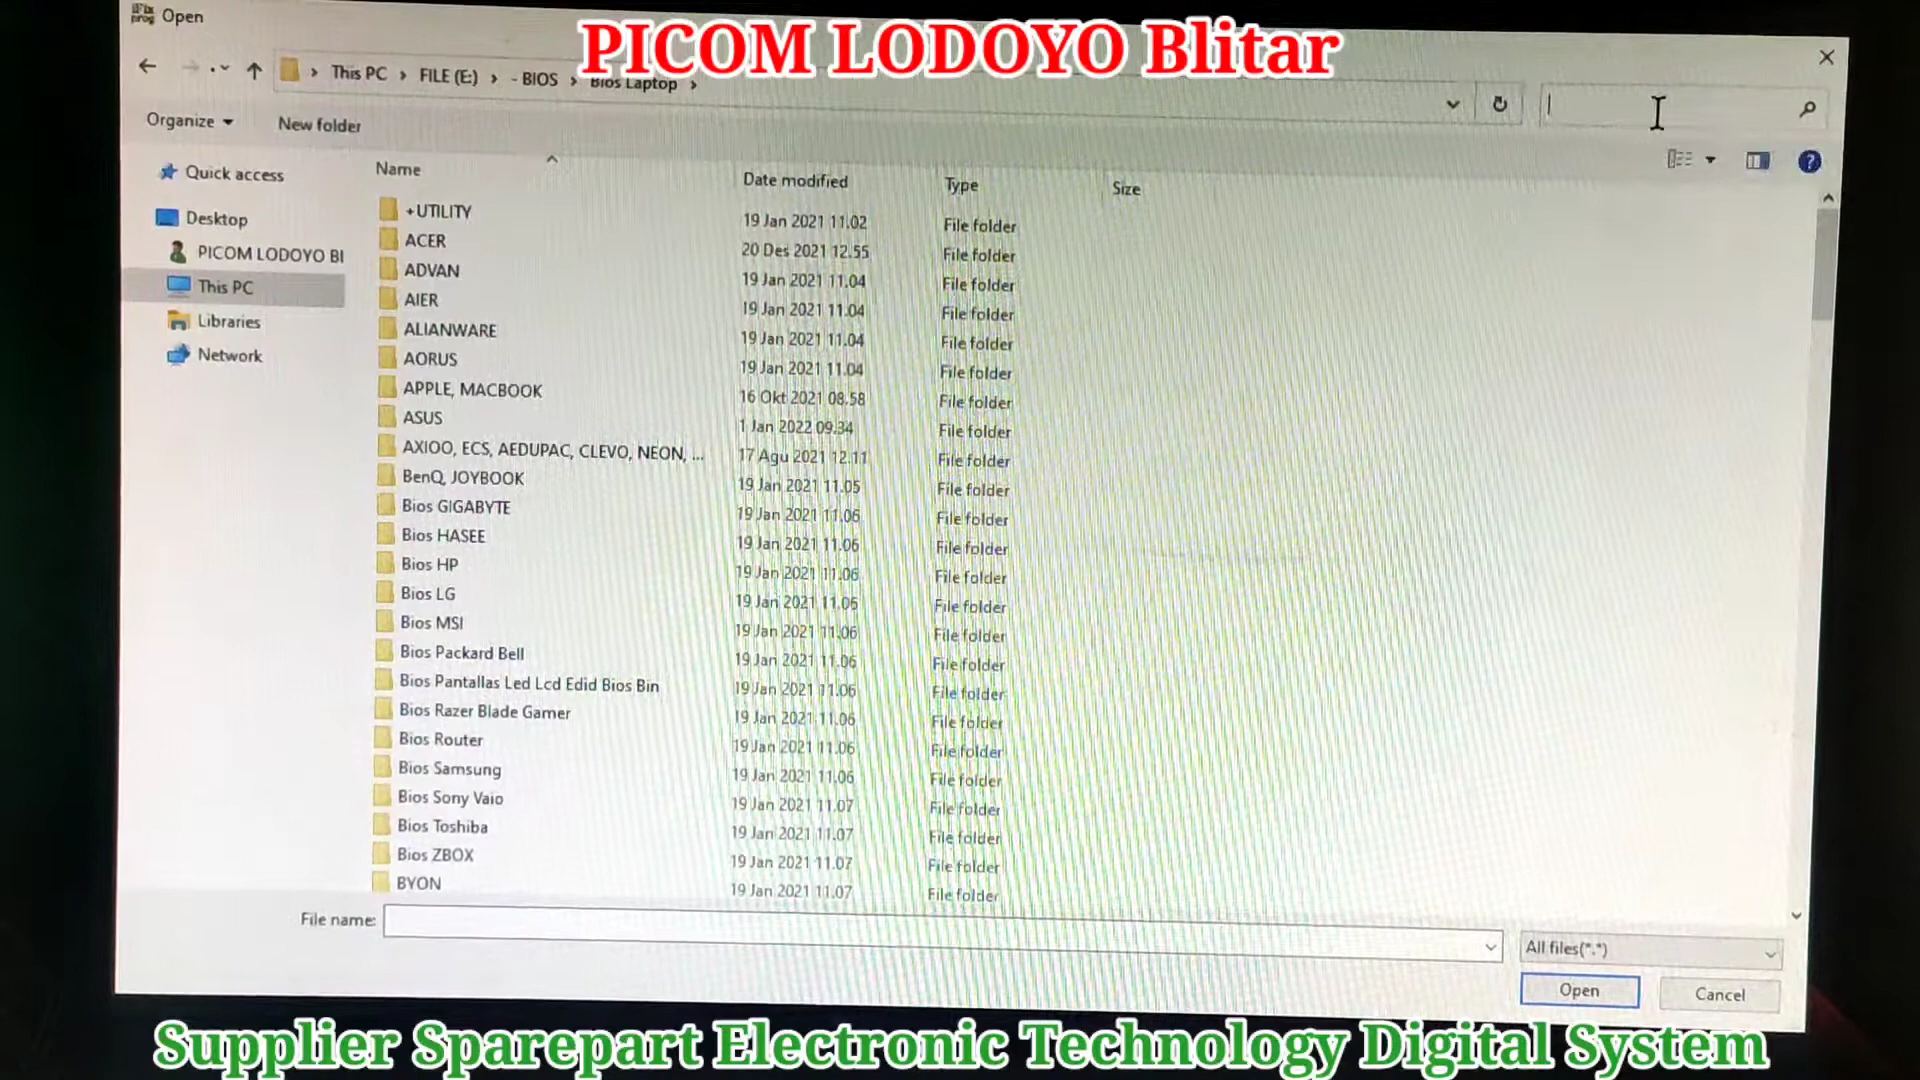 iFix prog Open
PICOM LODOYO Blitar
This PC > FILE (E:) > - BIOS > Bios Laptop >
Organize New folder
Name Date modified Type Size
Quick access
Desktop
PICOM LODOYO BI
This PC
Libraries
Network
+UTILITY 19 Jan 2021 11.02 File folder
ACER 20 Des 2021 12.55 File folder
ADVAN 19 Jan 2021 11.04 File folder
AIER 19 Jan 2021 11.04 File folder
ALIANWARE 19 Jan 2021 11.04 File folder
AORUS 19 Jan 2021 11.04 File folder
APPLE, MACBOOK 16 Okt 2021 08.58 File folder
ASUS 1 Jan 2022 09.34 File folder
AXIOO, ECS, AEDUPAC, CLEVO, NEON, ... 17 Agu 2021 12.11 File folder
BenQ, JOYBOOK 19 Jan 2021 11.05 File folder
Bios GIGABYTE 19 Jan 2021 11.06 File folder
Bios HASEE 19 Jan 2021 11.06 File folder
Bios HP 19 Jan 2021 11.06 File folder
Bios LG 19 Jan 2021 11.06 File folder
Bios MSI 19 Jan 2021 11.06 File folder
Bios Packard Bell 19 Jan 2021 11.06 File folder
Bios Pantallas Led Lcd Edid Bios Bin 19 Jan 2021 11.06 File folder
Bios Razer Blade Gamer 19 Jan 2021 11.06 File folder
Bios Router 19 Jan 2021 11.06 File folder
Bios Samsung 19 Jan 2021 11.06 File folder
Bios Sony Vaio 19 Jan 2021 11.07 File folder
Bios Toshiba 19 Jan 2021 11.07 File folder
Bios ZBOX 19 Jan 2021 11.07 File folder
BYON 19 Jan 2021 11.07 File folder
File name: All files(*.*)
Open Cancel
Supplier Sparepart Electronic Technology Digital System